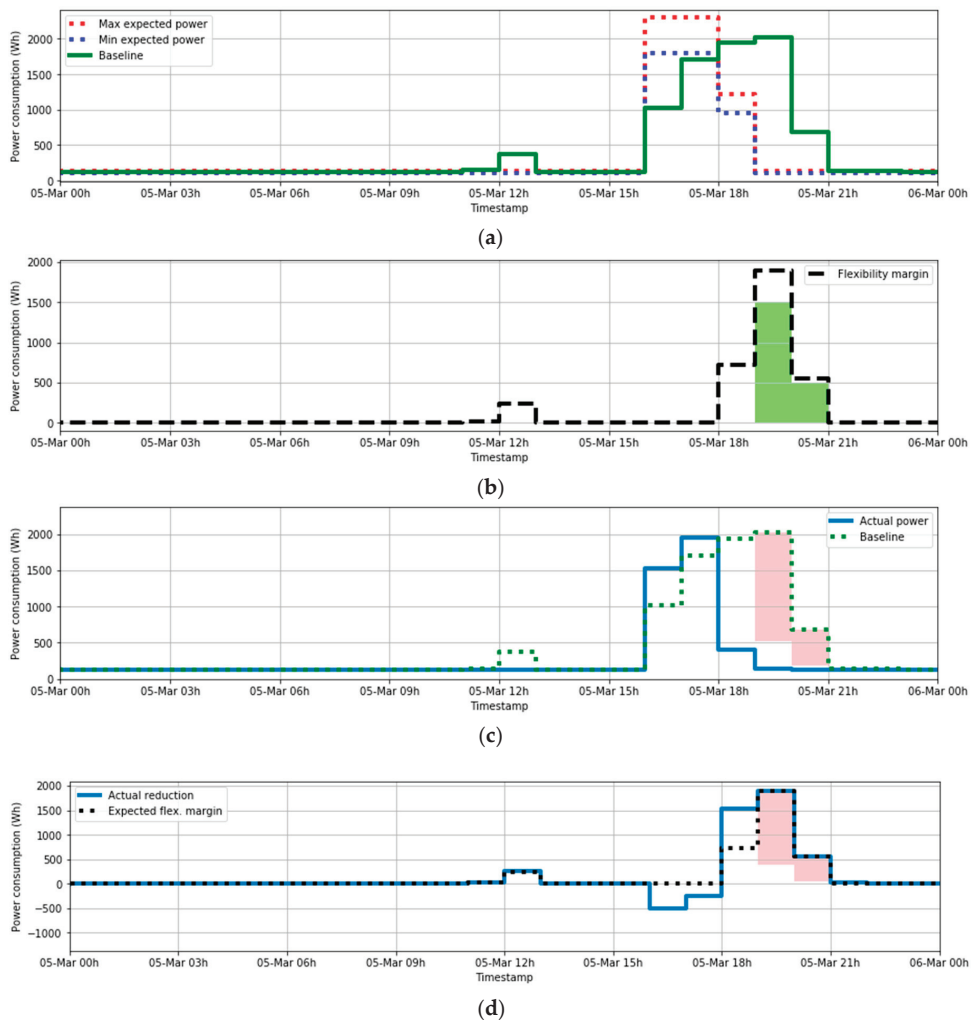 Max expected power
Min expected power
Baseline
Power consumption (Wh)
2000
1500
1000
500
0
05-Mar 00h 05-Mar 03h 05-Mar 06h 05-Mar 09h 05-Mar 12h 05-Mar 15h 05-Mar 18h 05-Mar 21h 06-Mar 00h
Timestamp
(a)
Flexibility margin
Power consumption (Wh)
2000
1500
1000
500
0
05-Mar 00h 05-Mar 03h 05-Mar 06h 05-Mar 09h 05-Mar 12h 05-Mar 15h 05-Mar 18h 05-Mar 21h 06-Mar 00h
Timestamp
(b)
Actual power
Baseline
Power consumption (Wh)
2000
1500
1000
500
0
05-Mar 00h 05-Mar 03h 05-Mar 06h 05-Mar 09h 05-Mar 12h 05-Mar 15h 05-Mar 18h 05-Mar 21h 06-Mar 00h
Timestamp
(c)
Actual reduction
Expected flex. margin
Power consumption (Wh)
2000
1500
1000
500
0
−500
−1000
05-Mar 00h 05-Mar 03h 05-Mar 06h 05-Mar 09h 05-Mar 12h 05-Mar 15h 05-Mar 18h 05-Mar 21h 06-Mar 00h
Timestamp
(d)